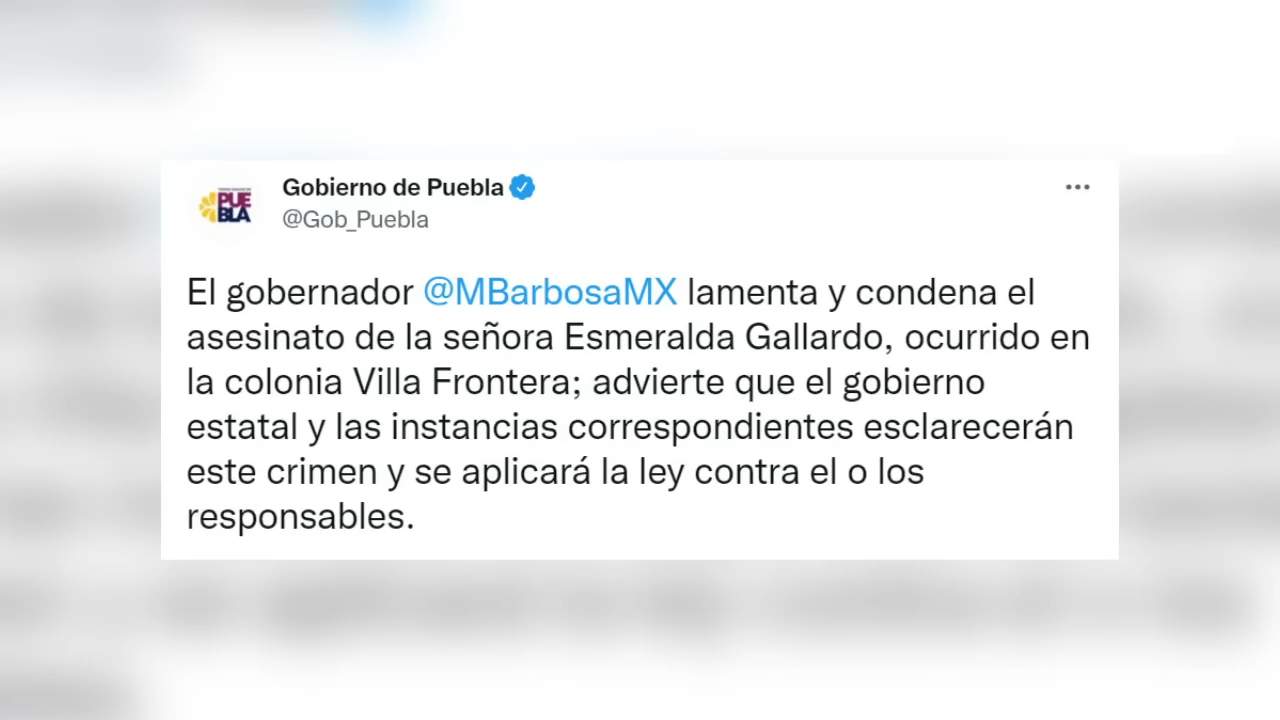 PUE
BLA
Gobierno de Puebla
@Gob_Puebla
El gobernador @MBarbosaMX lamenta y condena el
asesinato de la señora Esmeralda Gallardo, ocurrido en
la colonia Villa Frontera; advierte que el gobierno
estatal y las instancias correspondientes esclarecerán
este crimen y se aplicará la ley contra el o los
responsables.